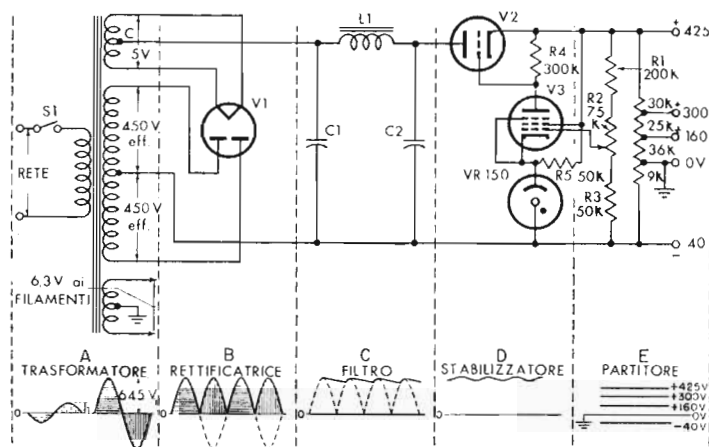 L1
V2
425
+
C
5V
R4
300K
R1
200K
V1
V3
30K
+
300
S1
450V
eff.
R2
75
K
25K
+
160
RETE
C1
C2
36K
0V
VR 150
R5
50K
9K
450V
eff.
R3
50K
40
–
6,3V ai
FILAMENTI
A
B
C
D
E
TRASFORMATORE
RETTIFICATRICE
FILTRO
STABILIZZATORE
PARTITORE
645V
+425V
+300V
+160V
0V
–40V
0
0
0
0
0